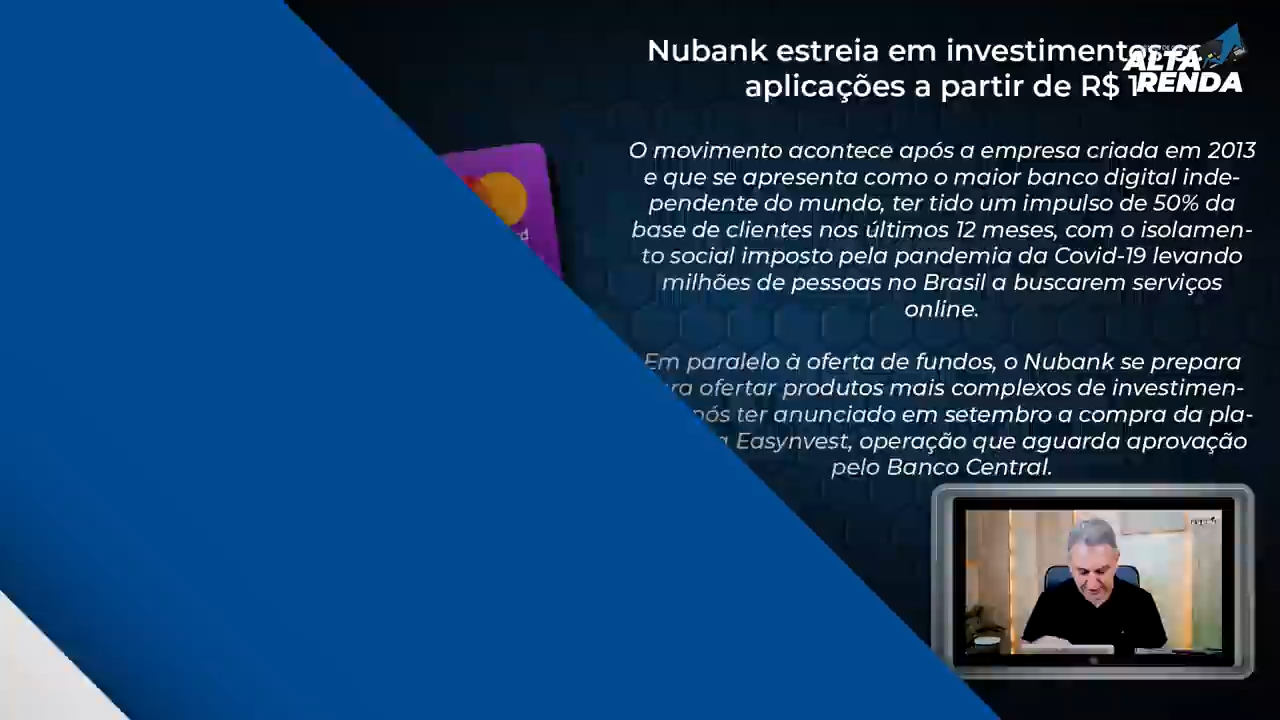 Nubank estreia em investimentos
aplicações a partir de R$ 1
ALTA
RENDA
O movimento acontece após a empresa criada em 2013
e que se apresenta como o maior banco digital inde-
pendente do mundo, ter tido um impulso de 50% da
base de clientes nos últimos 12 meses, com o isolamen-
to social imposto pela pandemia da Covid-19 levando
milhões de pessoas no Brasil a buscarem serviços
online.
Em paralelo à oferta de fundos, o Nubank se prepara
ofertar produtos mais complexos de investimen-
ter anunciado em setembro a compra da pla-
Easynvest, operação que aguarda aprovação
pelo Banco Central.